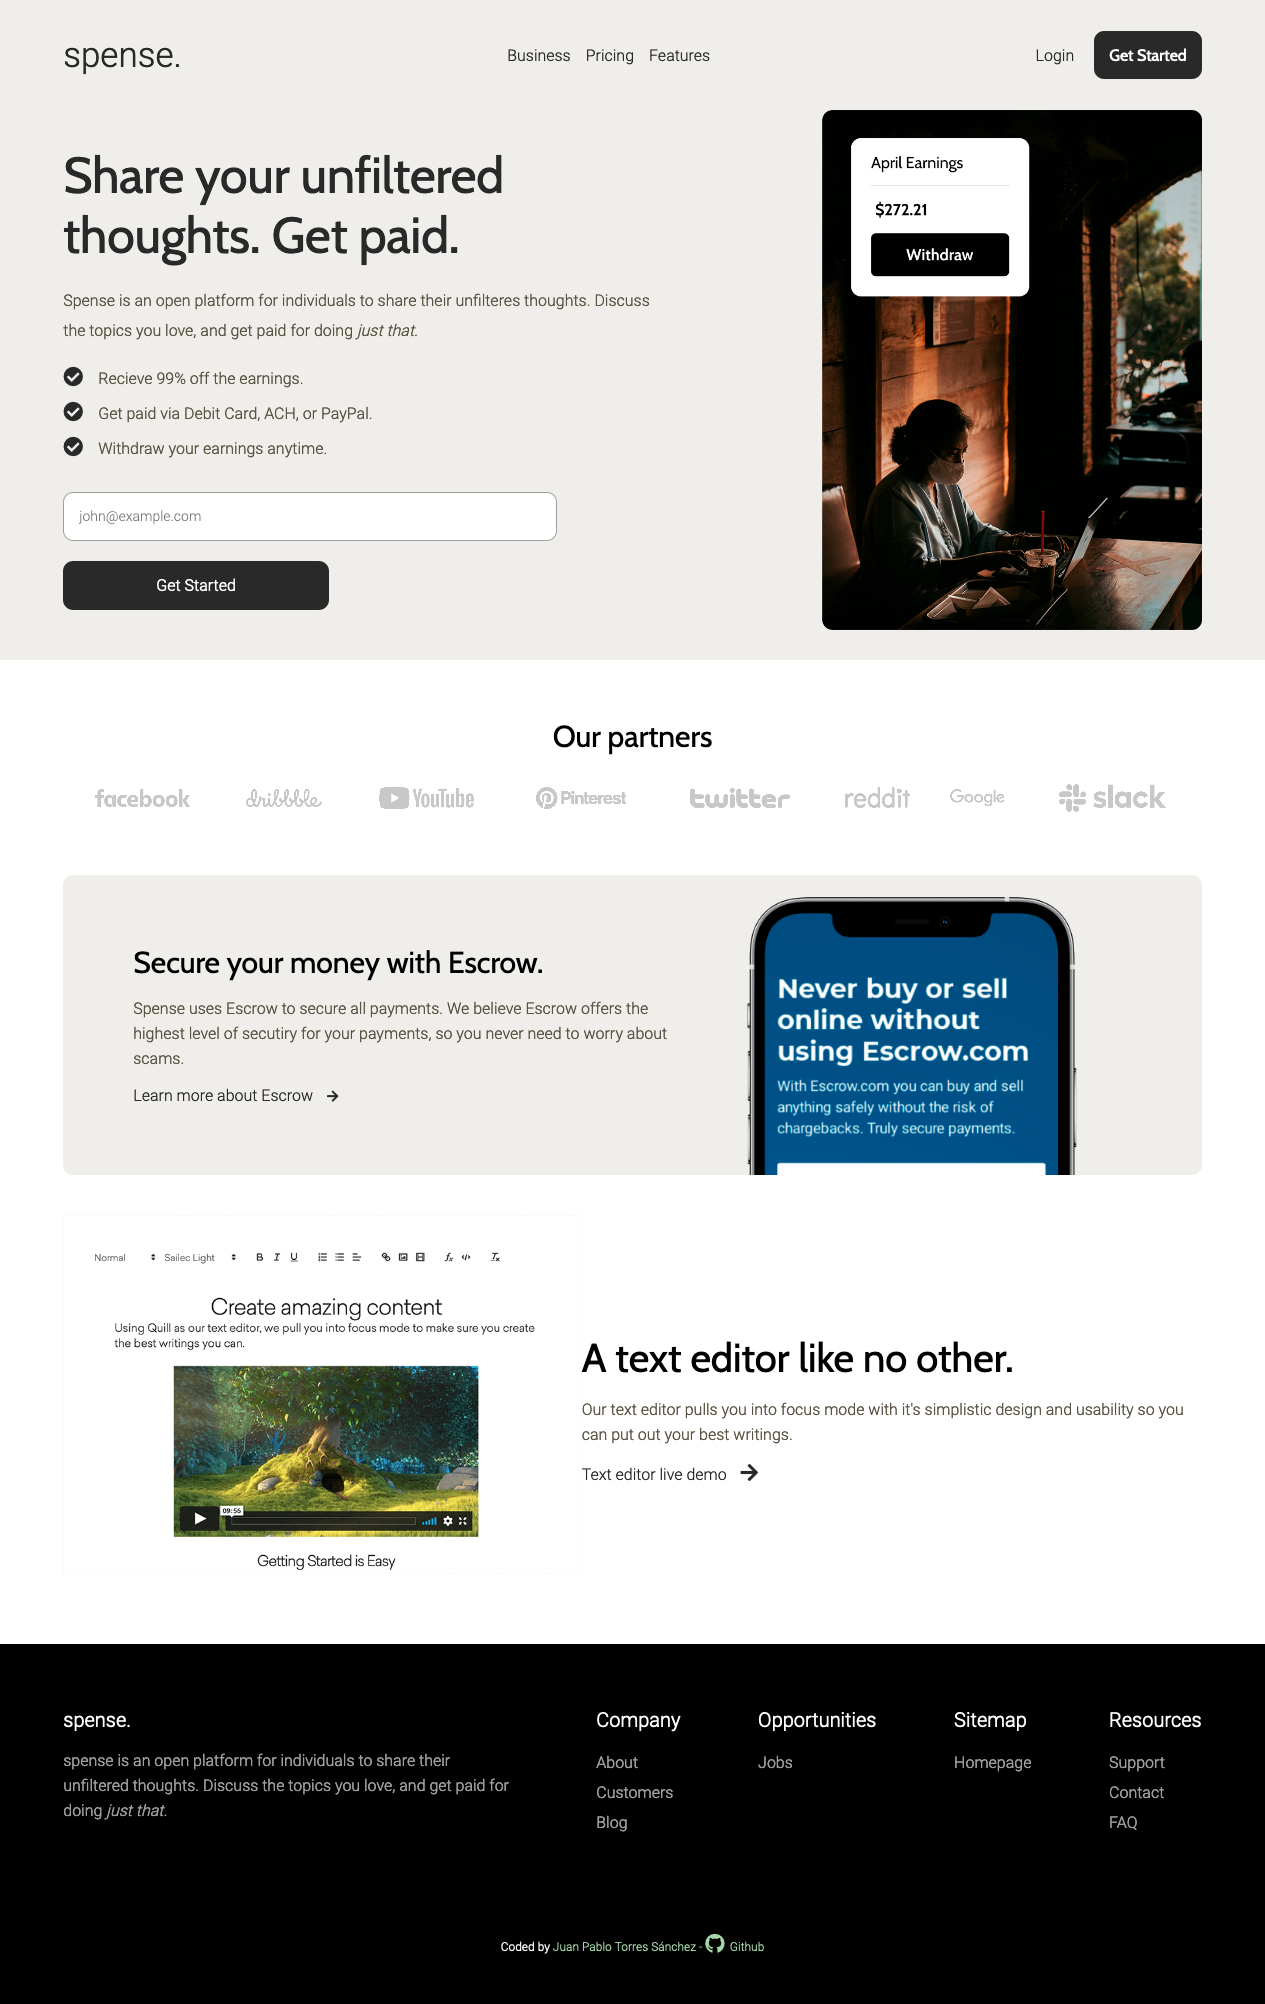 spense.
Business Pricing Features
Login
Get Started
Share your unfiltered
thoughts. Get paid.
Spense is an open platform for individuals to share their unfilteres thoughts. Discuss
the topics you love, and get paid for doing just that.
Recieve 99% off the earnings.
Get paid via Debit Card, ACH, or PayPal.
Withdraw your earnings anytime.
john@example.com
Get Started
April Earnings
$272.21
Withdraw
Our partners
facebook dribbble YouTube Pinterest twitter reddit Google slack
Secure your money with Escrow.
Spense uses Escrow to secure all payments. We believe Escrow offers the
highest level of secutiry for your payments, so you never need to worry about
scams.
Learn more about Escrow
Never buy or sell
online without
using Escrow.com
With Escrow.com you can buy and sell
anything safely without the risk of
chargebacks. Truly secure payments.
Normal Sailec Light B I U
Create amazing content
Using Quill as our text editor, we pull you into focus mode to make sure you create
the best writings you can.
09:56
Getting Started is Easy
A text editor like no other.
Our text editor pulls you into focus mode with it's simplistic design and usability so you
can put out your best writings.
Text editor live demo
spense.
spense is an open platform for individuals to share their
unfiltered thoughts. Discuss the topics you love, and get paid for
doing just that.
Company
About
Customers
Blog
Opportunities
Jobs
Sitemap
Homepage
Resources
Support
Contact
FAQ
Coded by Juan Pablo Torres Sánchez - Github